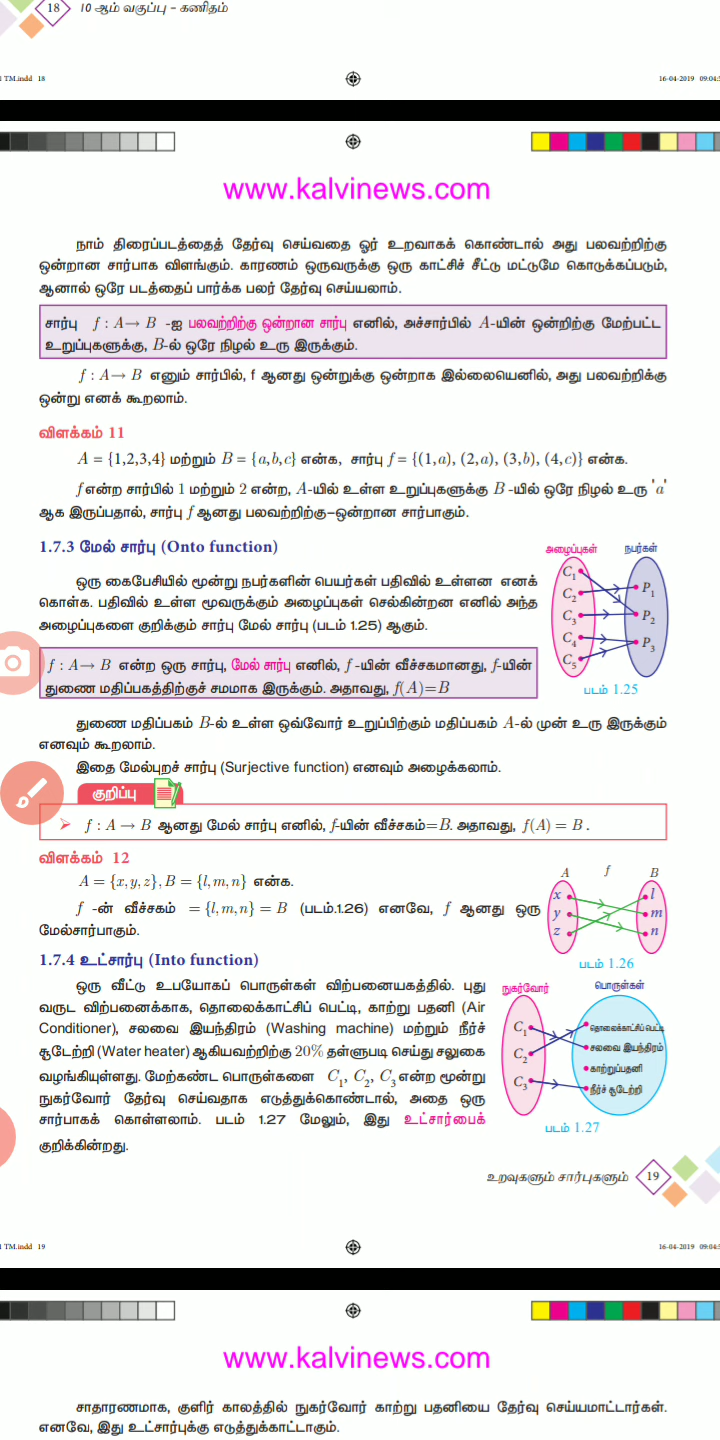 18 10 ஆம் வகுப்பு – கணிதம்
TM.indd 18
16-04-2019 09:04:
www.kalvinews.com
நாம் திரைப்படத்தைத் தேர்வு செய்வதை ஓர் உறவாகக் கொண்டால் அது பலவற்றிற்கு
ஒன்றான சார்பாக விளங்கும். காரணம் ஒருவருக்கு ஒரு காட்சிச் சீட்டு மட்டுமே கொடுக்கப்படும்,
ஆனால் ஒரே படத்தைப் பார்க்க பலர் தேர்வு செய்யலாம்.
சார்பு f : A→ B -ஐ பலவற்றிற்கு ஒன்றான சார்பு எனில், அச்சார்பில் A-யின் ஒன்றிற்கு மேற்பட்ட
உறுப்புகளுக்கு, B-ல் ஒரே நிழல் உரு இருக்கும்.
f : A→ B எனும் சார்பில், f ஆனது ஒன்றுக்கு ஒன்றாக இல்லையெனில், அது பலவற்றிக்கு
ஒன்று எனக் கூறலாம்.
விளக்கம் 11
A = {1,2,3,4} மற்றும் B = {a,b,c} என்க, சார்பு f = {(1,a), (2,a), (3,b), (4,c)} என்க.
f என்ற சார்பில் 1 மற்றும் 2 என்ற, A-யில் உள்ள உறுப்புகளுக்கு B -யில் ஒரே நிழல் உரு 'a'
ஆக இருப்பதால், சார்பு f ஆனது பலவற்றிற்கு–ஒன்றான சார்பாகும்.
1.7.3 மேல் சார்பு (Onto function)
ஒரு கைபேசியில் மூன்று நபர்களின் பெயர்கள் பதிவில் உள்ளன எனக்
கொள்க. பதிவில் உள்ள மூவருக்கும் அழைப்புகள் செல்கின்றன எனில் அந்த
அழைப்புகளை குறிக்கும் சார்பு மேல் சார்பு (படம் 1.25) ஆகும்.
அழைப்புகள் நபர்கள்
C1
C2
C3
C4
C5
P1
P2
P3
படம் 1.25
f : A→ B என்ற ஒரு சார்பு, மேல் சார்பு எனில், f -யின் வீச்சகமானது, f-யின்
துணை மதிப்பகத்திற்குச் சமமாக இருக்கும். அதாவது, f(A)=B
துணை மதிப்பகம் B-ல் உள்ள ஒவ்வோர் உறுப்பிற்கும் மதிப்பகம் A-ல் முன் உரு இருக்கும்
எனவும் கூறலாம்.
இதை மேல்புறச் சார்பு (Surjective function) எனவும் அழைக்கலாம்.
குறிப்பு
➢ f : A → B ஆனது மேல் சார்பு எனில், f-யின் வீச்சகம்=B. அதாவது, f(A) = B .
விளக்கம் 12
A = {x,y,z}, B = {l,m,n} என்க.
f -ன் வீச்சகம் = {l,m,n} = B (படம்.1.26) எனவே, f ஆனது ஒரு
மேல்சார்பாகும்.
A f B
x l
y m
z n
படம் 1.26
1.7.4 உட்சார்பு (Into function)
ஒரு வீட்டு உபயோகப் பொருள்கள் விற்பனையகத்தில். புது
வருட விற்பனைக்காக, தொலைக்காட்சிப் பெட்டி, காற்று பதனி (Air
Conditioner), சலவை இயந்திரம் (Washing machine) மற்றும் நீர்ச்
சூடேற்றி (Water heater) ஆகியவற்றிற்கு 20% தள்ளுபடி செய்து சலுகை
வழங்கியுள்ளது. மேற்கண்ட பொருள்களை C1, C2, C3 என்ற மூன்று
நுகர்வோர் தேர்வு செய்வதாக எடுத்துக்கொண்டால், அதை ஒரு
சார்பாகக் கொள்ளலாம். படம் 1.27 மேலும், இது உட்சார்பைக்
குறிக்கின்றது.
நுகர்வோர் பொருள்கள்
C1
C2
C3
தொலைக்காட்சிப் பெட்டி
சலவை இயந்திரம்
காற்றுப்பதனி
நீர்ச் சூடேற்றி
படம் 1.27
உறவுகளும் சார்புகளும் 19
TM.indd 19
16-04-2019 09:04:
www.kalvinews.com
சாதாரணமாக, குளிர் காலத்தில் நுகர்வோர் காற்று பதனியை தேர்வு செய்யமாட்டார்கள்.
எனவே, இது உட்சார்புக்கு எடுத்துக்காட்டாகும்.